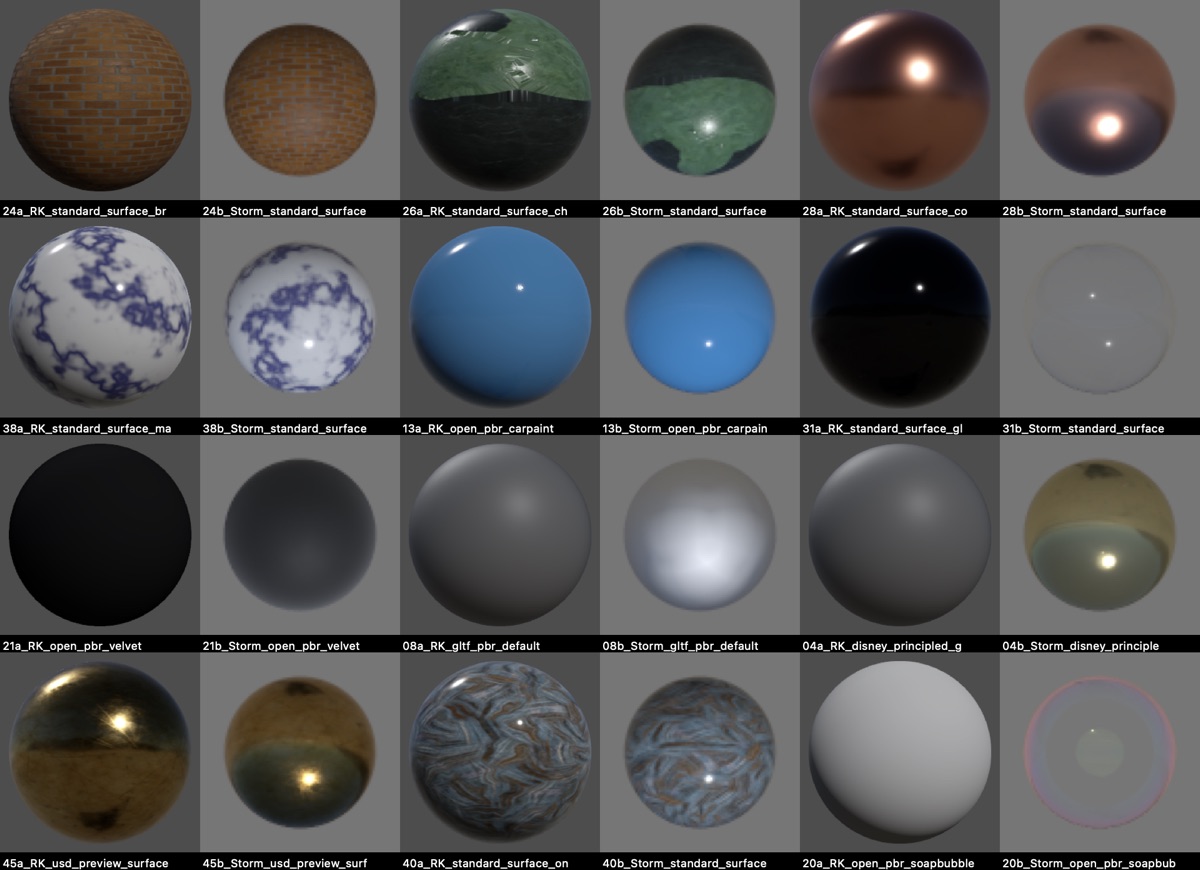 24a_RK_standard_surface_br
24b_Storm_standard_surface
26a_RK_standard_surface_ch
26b_Storm_standard_surface
28a_RK_standard_surface_co
28b_Storm_standard_surface
38a_RK_standard_surface_ma
38b_Storm_standard_surface
13a_RK_open_pbr_carpaint
13b_Storm_open_pbr_carpain
31a_RK_standard_surface_gl
31b_Storm_standard_surface
21a_RK_open_pbr_velvet
21b_Storm_open_pbr_velvet
08a_RK_gltf_pbr_default
08b_Storm_gltf_pbr_default
04a_RK_disney_principled_g
04b_Storm_disney_principle
45a_RK_usd_preview_surface
45b_Storm_usd_preview_surf
40a_RK_standard_surface_on
40b_Storm_standard_surface
20a_RK_open_pbr_soapbubble
20b_Storm_open_pbr_soapbub